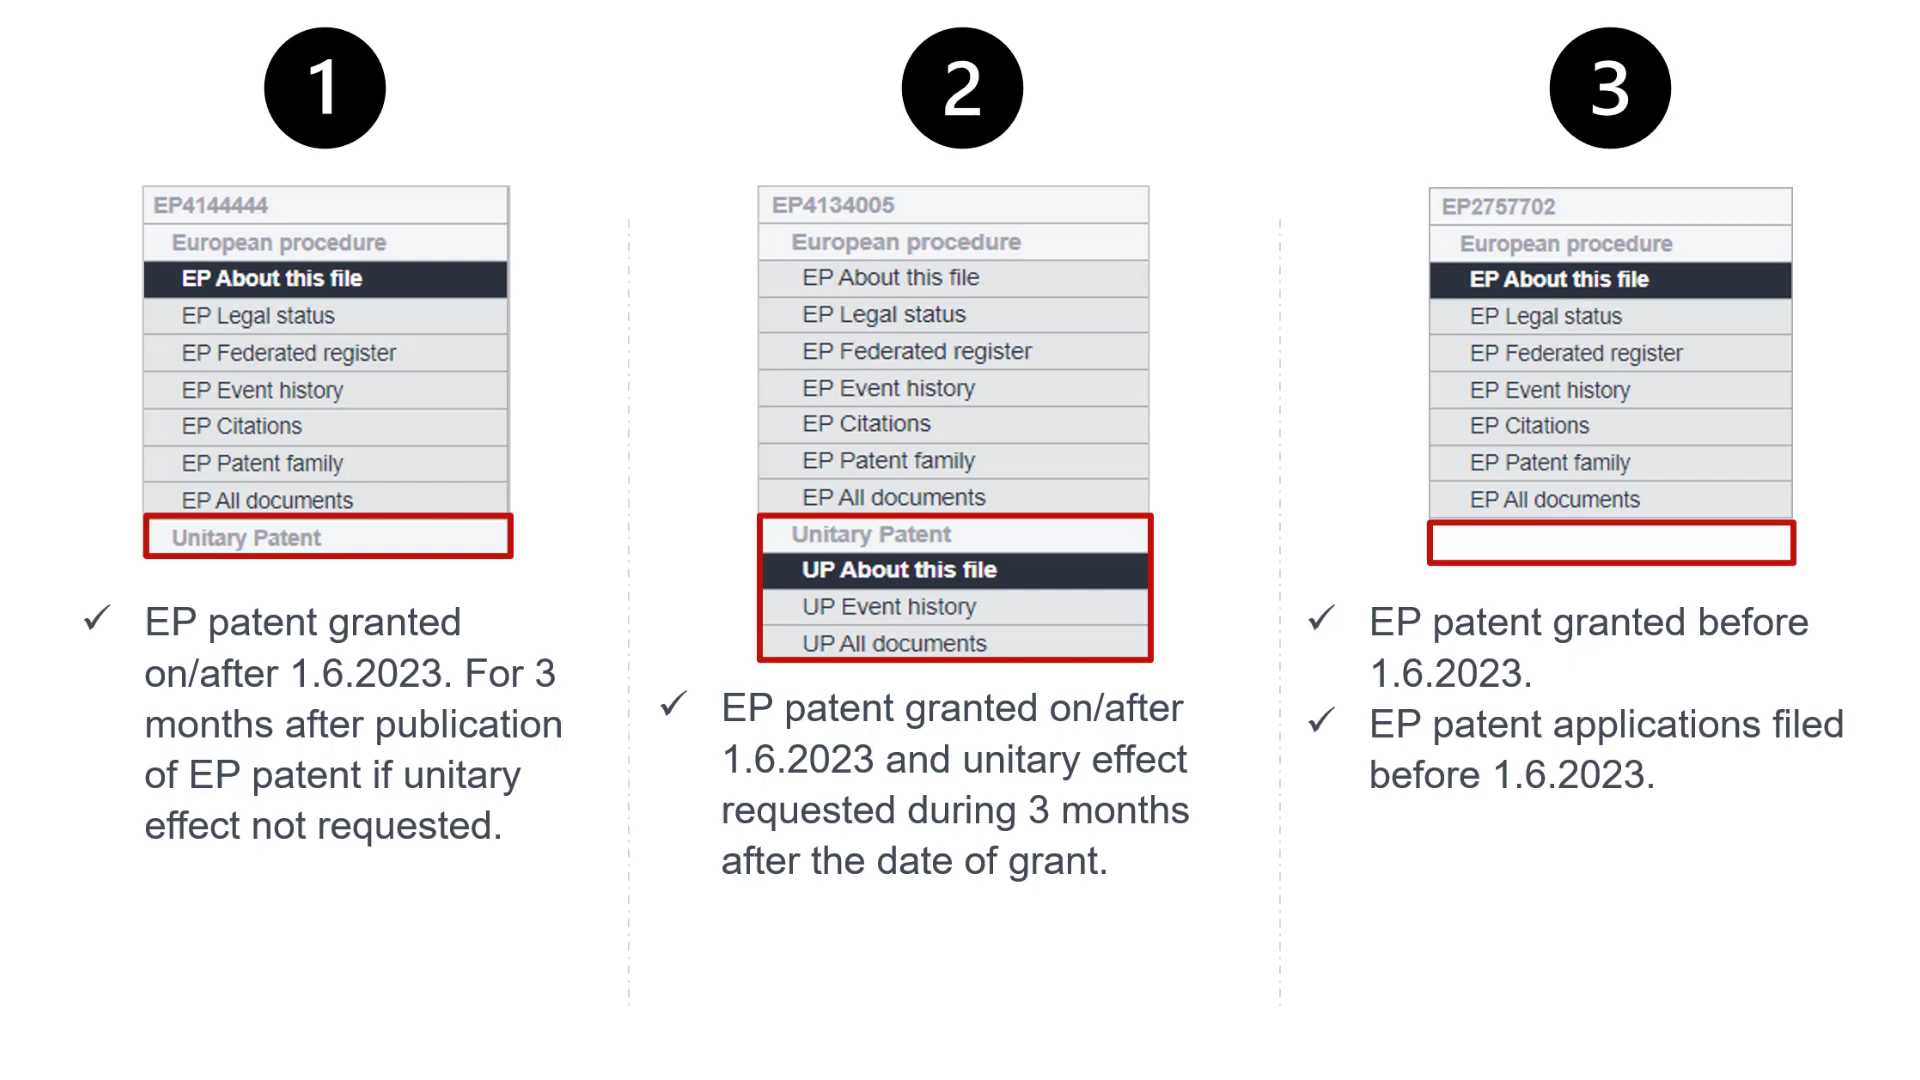 1
EP4144444
European procedure
EP About this file
EP Legal status
EP Federated register
EP Event history
EP Citations
EP Patent family
EP All documents
Unitary Patent
✓ EP patent granted
on/after 1.6.2023. For 3
months after publication
of EP patent if unitary
effect not requested.
2
EP4134005
European procedure
EP About this file
EP Legal status
EP Federated register
EP Event history
EP Citations
EP Patent family
EP All documents
Unitary Patent
UP About this file
UP Event history
UP All documents
✓ EP patent granted on/after
1.6.2023 and unitary effect
requested during 3 months
after the date of grant.
3
EP2757702
European procedure
EP About this file
EP Legal status
EP Federated register
EP Event history
EP Citations
EP Patent family
EP All documents
✓ EP patent granted before
1.6.2023.
✓ EP patent applications filed
before 1.6.2023.